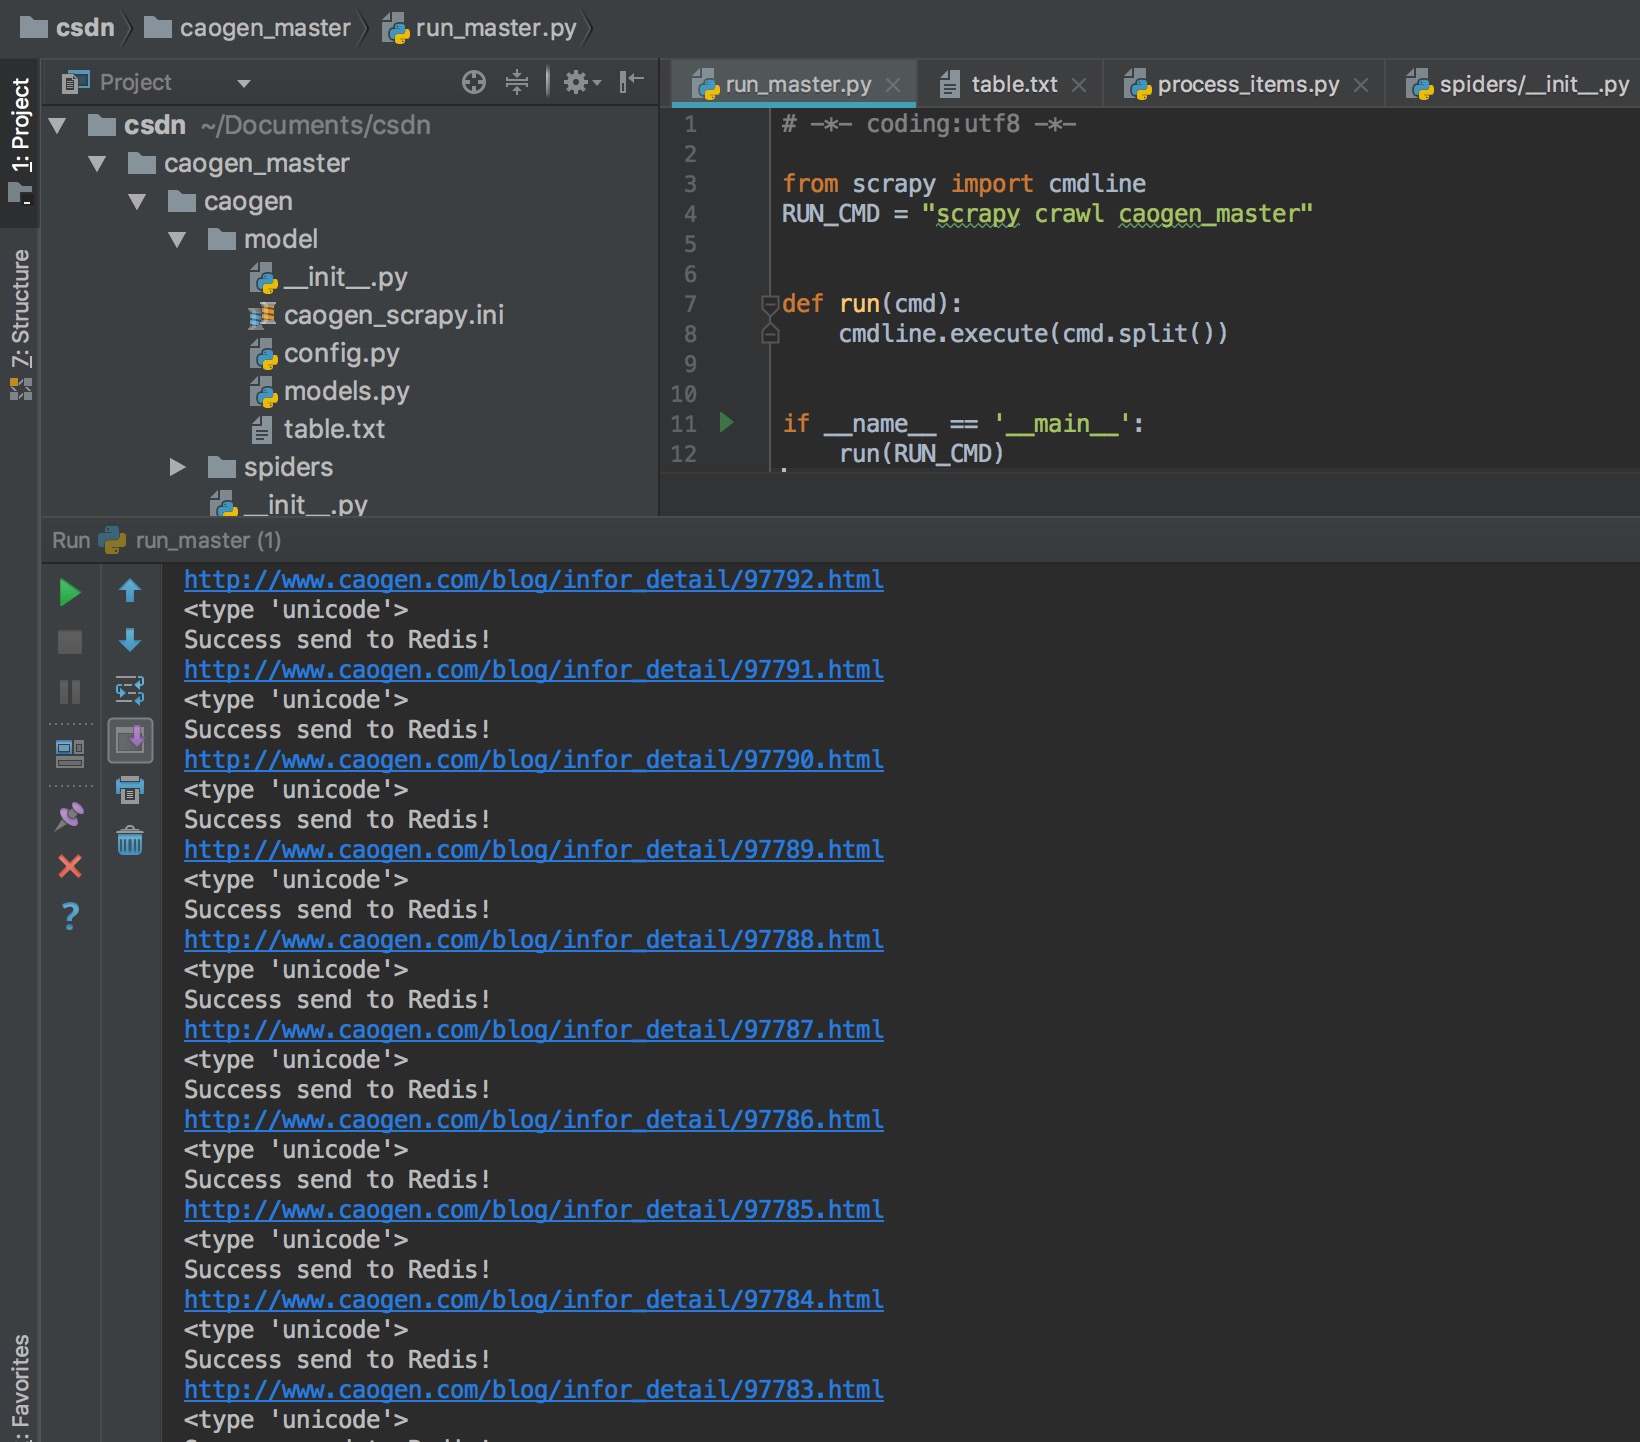 csdn caogen_master run_master.py
Project
run_master.py table.txt process_items.py spiders/__init__.py
1: Project
7: Structure
: Favorites
csdn ~/Documents/csdn
caogen_master
caogen
model
__init__.py
caogen_scrapy.ini
config.py
models.py
table.txt
spiders
__init__.py
1 # -*- coding:utf8 -*-
2
3 from scrapy import cmdline
4 RUN_CMD = "scrapy crawl caogen_master"
5
6
7 def run(cmd):
8 cmdline.execute(cmd.split())
9
10
11 if __name__ == '__main__':
12 run(RUN_CMD)
Run run_master (1)
http://www.caogen.com/blog/infor_detail/97792.html
<type 'unicode'>
Success send to Redis!
http://www.caogen.com/blog/infor_detail/97791.html
<type 'unicode'>
Success send to Redis!
http://www.caogen.com/blog/infor_detail/97790.html
<type 'unicode'>
Success send to Redis!
http://www.caogen.com/blog/infor_detail/97789.html
<type 'unicode'>
Success send to Redis!
http://www.caogen.com/blog/infor_detail/97788.html
<type 'unicode'>
Success send to Redis!
http://www.caogen.com/blog/infor_detail/97787.html
<type 'unicode'>
Success send to Redis!
http://www.caogen.com/blog/infor_detail/97786.html
<type 'unicode'>
Success send to Redis!
http://www.caogen.com/blog/infor_detail/97785.html
<type 'unicode'>
Success send to Redis!
http://www.caogen.com/blog/infor_detail/97784.html
<type 'unicode'>
Success send to Redis!
http://www.caogen.com/blog/infor_detail/97783.html
<type 'unicode'>